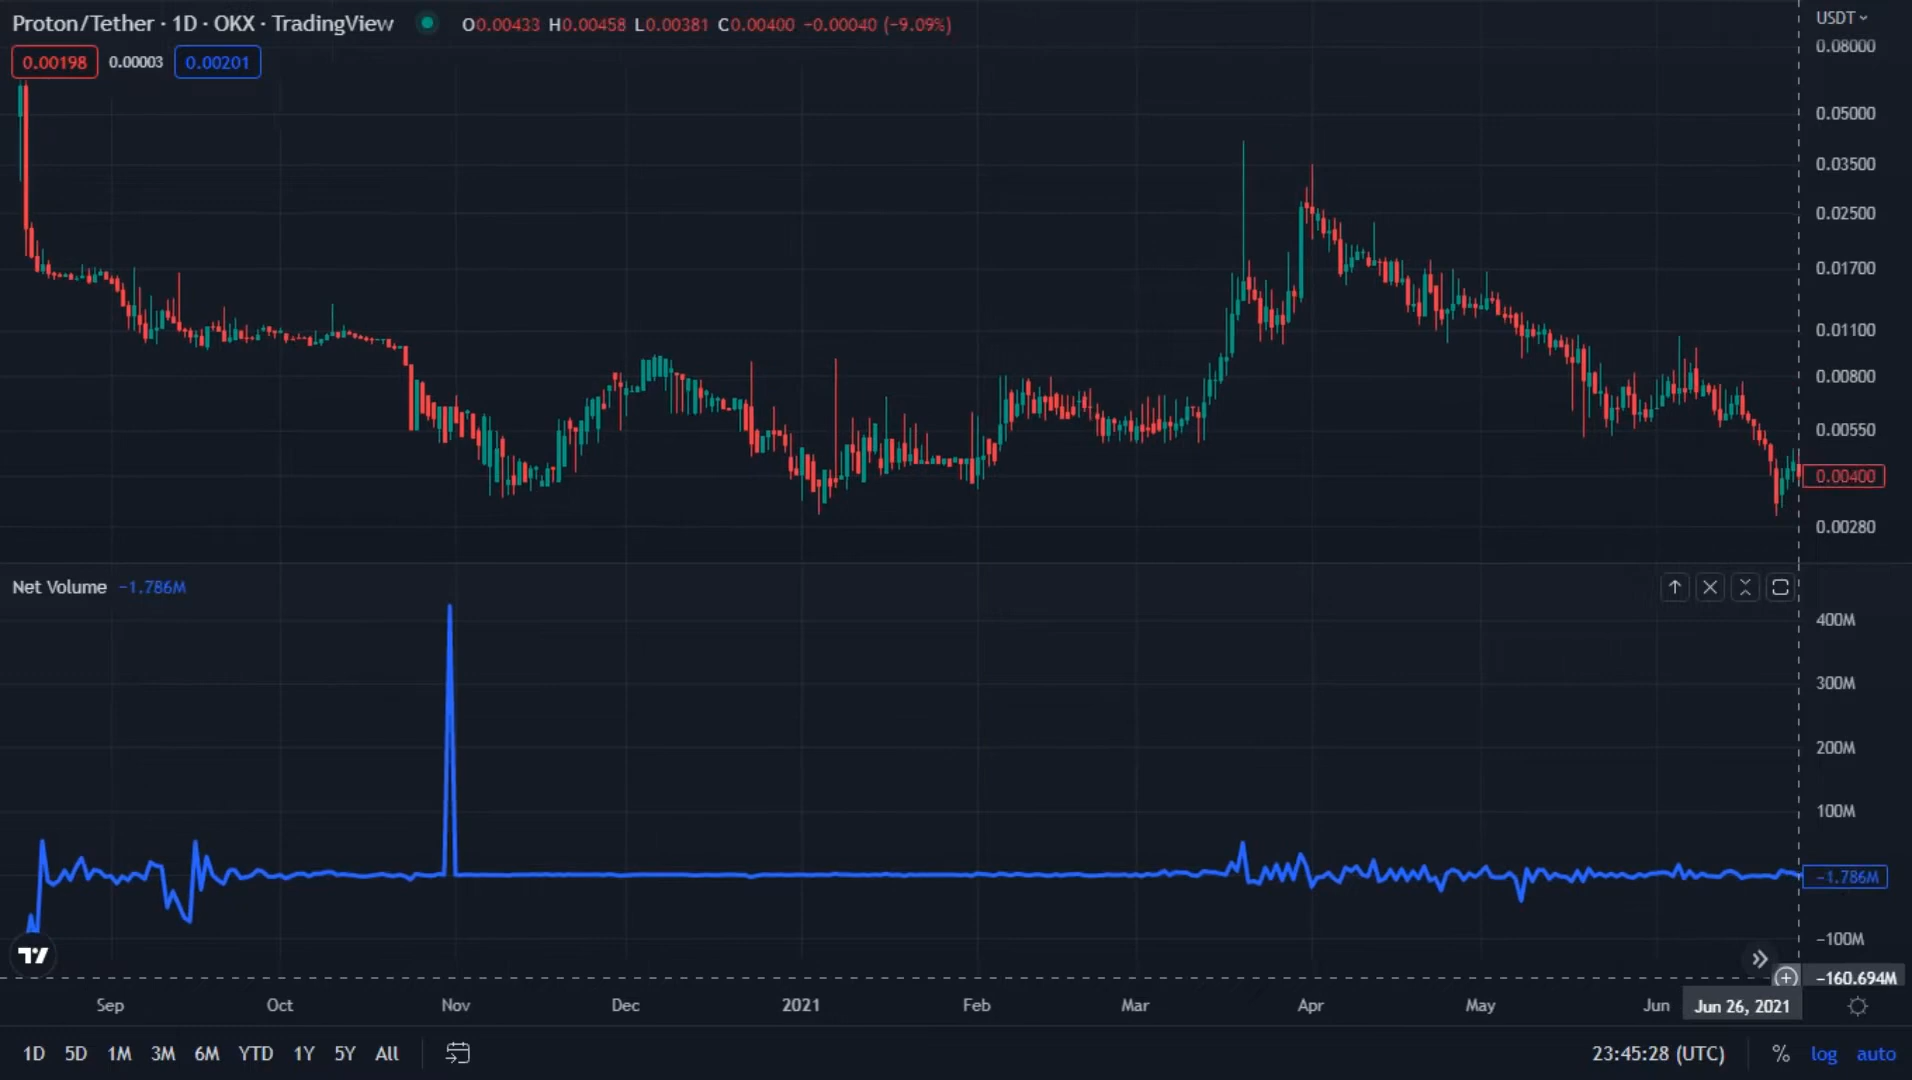 Proton/Tether · 1D · OKX · TradingView O0.00433 H0.00458 L0.00381 C0.00400 −0.00040 (−9.09%)
USDT
0.00198 0.00003 0.00201
0.08000
0.05000
0.03500
0.02500
0.01700
0.01100
0.00800
0.00550
0.00400
0.00280
Net Volume −1.786M
400M
300M
200M
100M
−1.786M
−100M
−160.694M
Sep Oct Nov Dec 2021 Feb Mar Apr May Jun Jun 26, 2021
1D 5D 1M 3M 6M YTD 1Y 5Y All 23:45:28 (UTC) % log auto